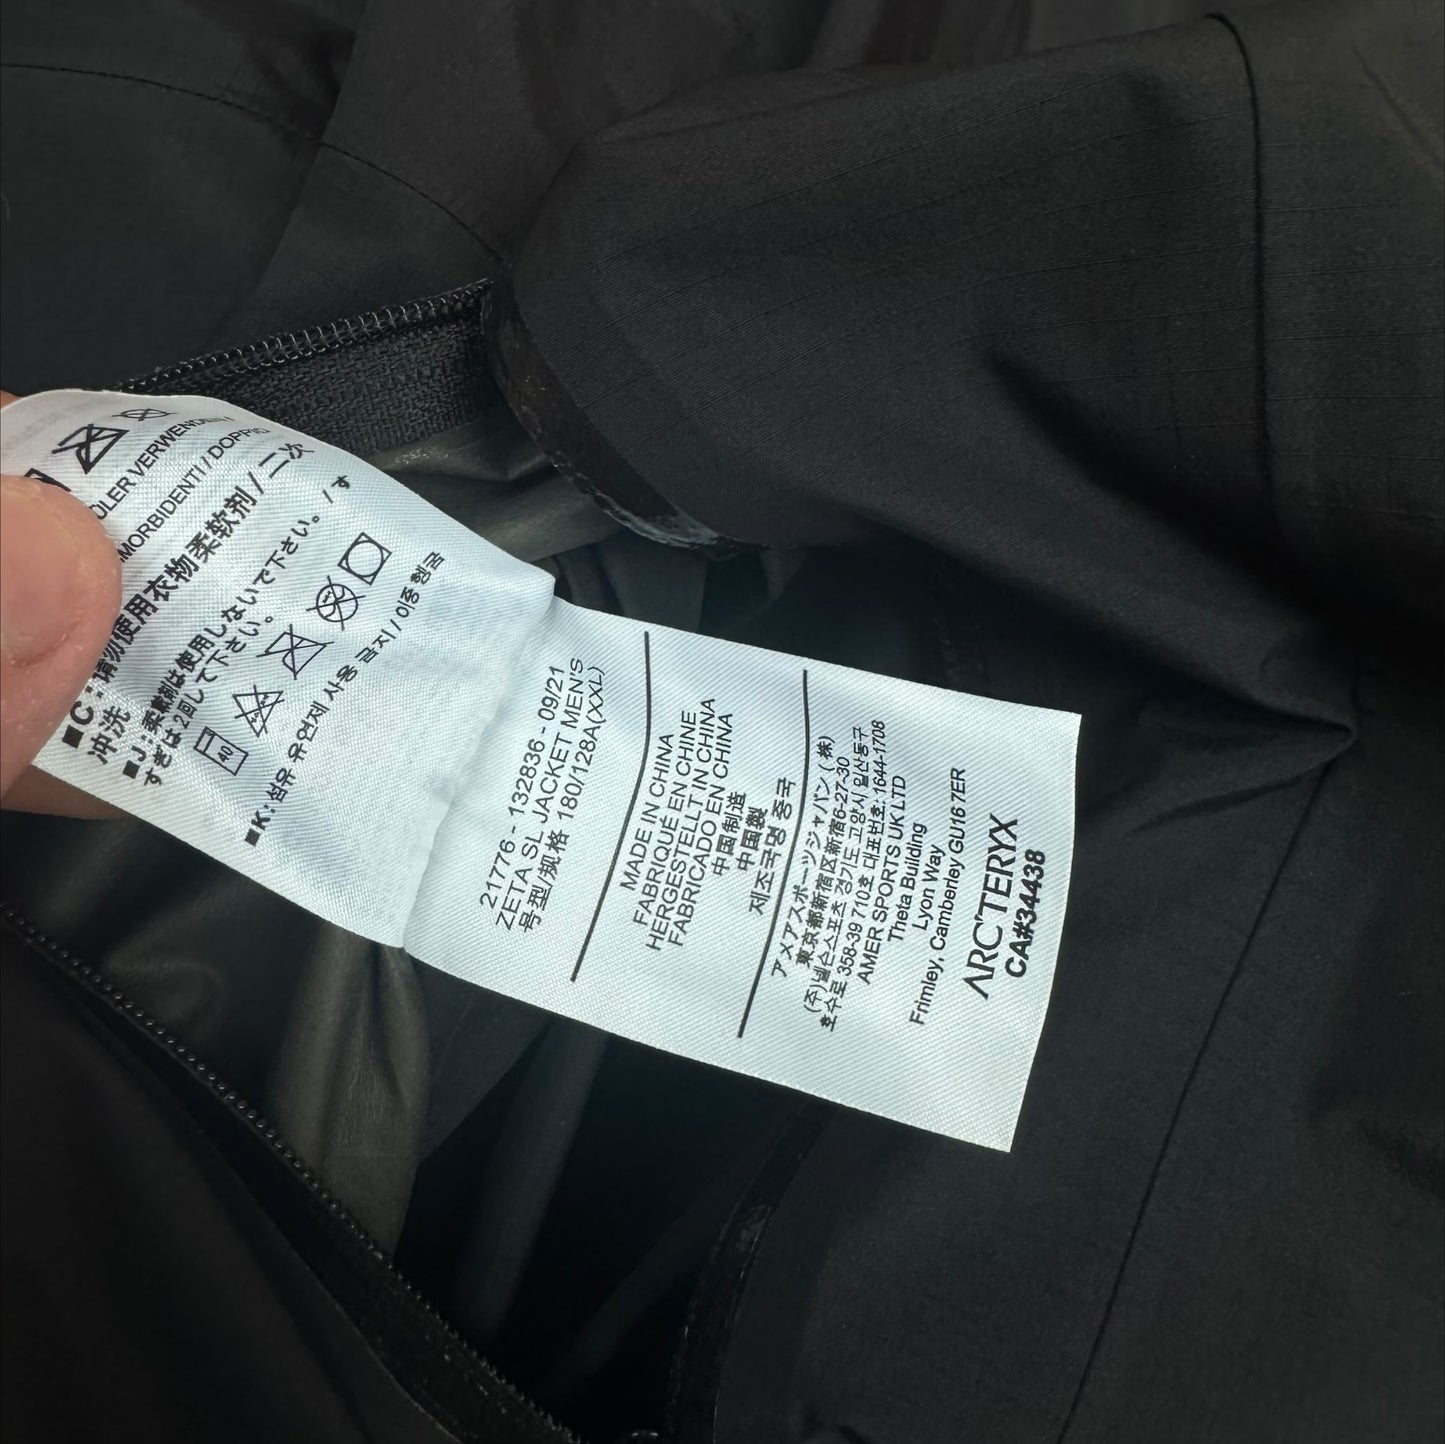 ÜLER VERWENDEN /
MMORBIDENTI / DOPPIO
■C : 请勿使用衣物柔软剂 / 二次
冲洗
■J : 柔軟剤は使用しないで下さい。 / す
すぎは2回して下さい。
40
■K : 섬유 유연제 사용 금지 / 이중헹굼
21776 - 132836 - 09/21
ZETA SL JACKET MEN'S
号型/规格 180/128A(XXL)
MADE IN CHINA
FABRIQUÉ EN CHINE
HERGESTELLT IN CHINA
FABRICADO EN CHINA
中国制造
中国製
제조국명 중국
アメアスポーツジャパン (株)
東京都新宿区新宿6-27-30
(주)넬슨스포츠 경기도 고양시 일산동구
호수로 358-39 710호 대표번호:1644-1708
AMER SPORTS UK LTD
Theta Building
Lyon Way
Frimley, Camberley GU16 7ER
ARC'TERYX
CA#34438